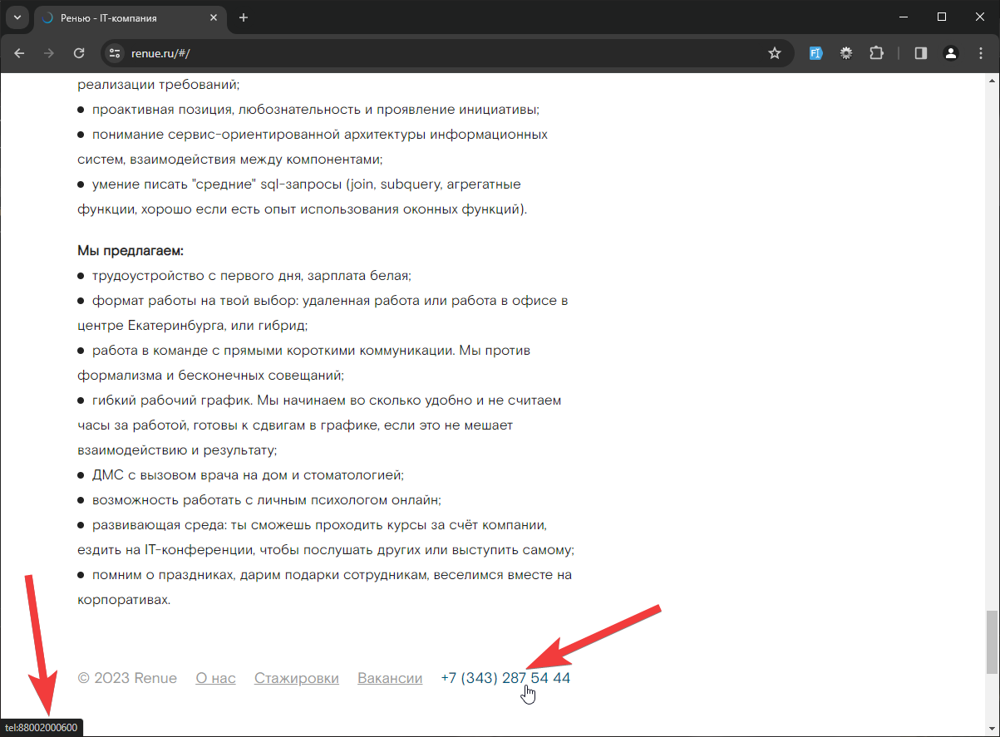 Ренью - IT-компания
renue.ru/#/
реализации требований;
● проактивная позиция, любознательность и проявление инициативы;
● понимание сервис-ориентированной архитектуры информационных
систем, взаимодействия между компонентами;
● умение писать "средние" sql-запросы (join, subquery, агрегатные
функции, хорошо если есть опыт использования оконных функций).
Мы предлагаем:
● трудоустройство с первого дня, зарплата белая;
● формат работы на твой выбор: удаленная работа или работа в офисе в
центре Екатеринбурга, или гибрид;
● работа в команде с прямыми короткими коммуникации. Мы против
формализма и бесконечных совещаний;
● гибкий рабочий график. Мы начинаем во сколько удобно и не считаем
часы за работой, готовы к сдвигам в графике, если это не мешает
взаимодействию и результату;
● ДМС с вызовом врача на дом и стоматологией;
● возможность работать с личным психологом онлайн;
● развивающая среда: ты сможешь проходить курсы за счёт компании,
ездить на IT-конференции, чтобы послушать других или выступить самому;
● помним о праздниках, дарим подарки сотрудникам, веселимся вместе на
корпоративах.
© 2023 Renue О нас Стажировки Вакансии +7 (343) 287 54 44
tel:88002000600